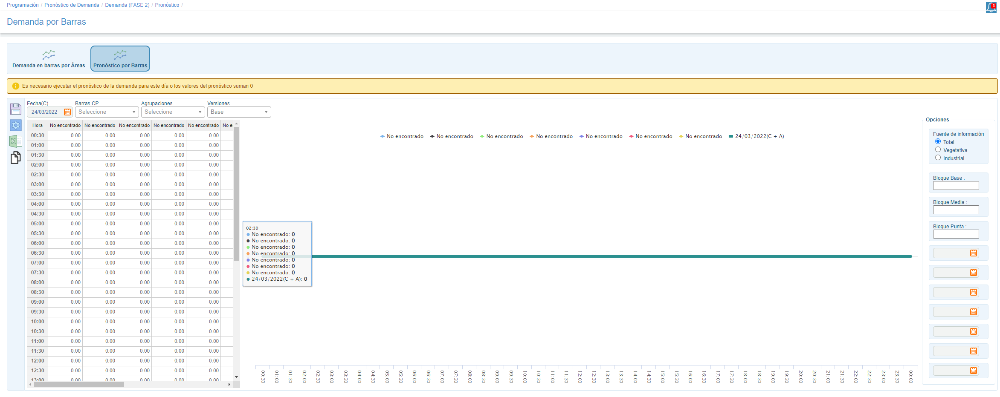 Programación / Pronóstico de Demanda / Demanda (FASE 2) / Pronóstico /
1
Demanda por Barras
Demanda en barras por Áreas
Pronóstico por Barras
Es necesario ejecutar el pronóstico de la demanda para este día o los valores del pronóstico suman 0
Fecha(C) Barras CP Agrupaciones Versiones
24/03/2022 Seleccione Seleccione Base
Hora No encontrado No encontrado No encontrado No encontrado No encontrado No e
00:30 0.00 0.00 0.00 0.00 0.00
01:00 0.00 0.00 0.00 0.00 0.00
01:30 0.00 0.00 0.00 0.00 0.00
02:00 0.00 0.00 0.00 0.00 0.00
02:30 0.00 0.00 0.00 0.00 0.00
03:00 0.00 0.00 0.00 0.00 0.00
03:30 0.00 0.00 0.00 0.00 0.00
04:00 0.00 0.00 0.00 0.00 0.00
04:30 0.00 0.00 0.00 0.00 0.00
05:00 0.00 0.00 0.00 0.00 0.00
05:30 0.00 0.00 0.00 0.00 0.00
06:00 0.00 0.00 0.00 0.00 0.00
06:30 0.00 0.00 0.00 0.00 0.00
07:00 0.00 0.00 0.00 0.00 0.00
07:30 0.00 0.00 0.00 0.00 0.00
08:00 0.00 0.00 0.00 0.00 0.00
08:30 0.00 0.00 0.00 0.00 0.00
09:00 0.00 0.00 0.00 0.00 0.00
09:30 0.00 0.00 0.00 0.00 0.00
10:00 0.00 0.00 0.00 0.00 0.00
10:30 0.00 0.00 0.00 0.00 0.00
11:00 0.00 0.00 0.00 0.00 0.00
11:30 0.00 0.00 0.00 0.00 0.00
12:00 0.00 0.00 0.00 0.00 0.00
12:30 0.00 0.00 0.00 0.00 0.00
13:00 0.00 0.00 0.00 0.00 0.00
No encontrado No encontrado No encontrado No encontrado No encontrado No encontrado No encontrado 24/03/2022(C + A)
02:30
No encontrado: 0
No encontrado: 0
No encontrado: 0
No encontrado: 0
No encontrado: 0
No encontrado: 0
No encontrado: 0
24/03/2022(C + A): 0
00:30 01:00 01:30 02:00 02:30 03:00 03:30 04:00 04:30 05:00 05:30 06:00 06:30 07:00 07:30 08:00 08:30 09:00 09:30 10:00 10:30 11:00 11:30 12:00 12:30 13:00 13:30 14:00 14:30 15:00 15:30 16:00 16:30 17:00 17:30 18:00 18:30 19:00 19:30 20:00 20:30 21:00 21:30 22:00 22:30 23:00 23:30 00:00
Opciones
Fuente de información
Total
Vegetativa
Industrial
Bloque Base :
Bloque Media :
Bloque Punta :